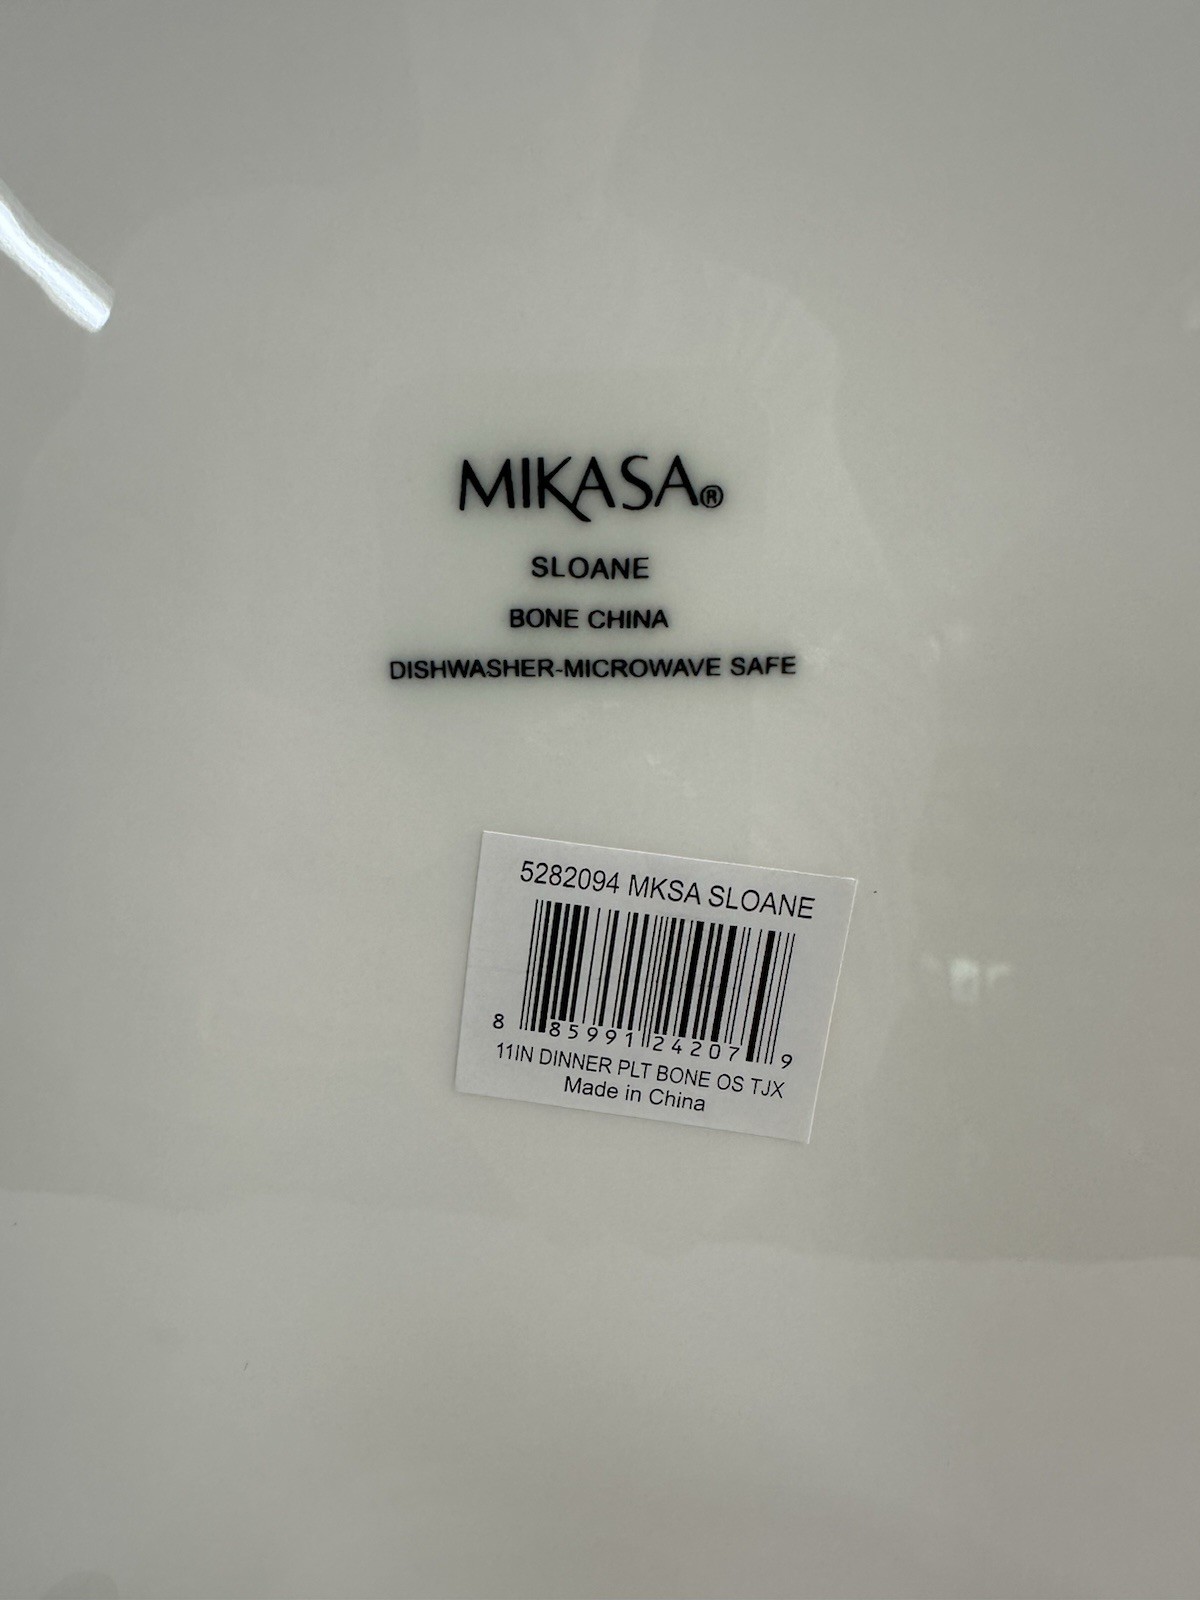 MIKASA®
SLOANE
BONE CHINA
DISHWASHER-MICROWAVE SAFE
5282094 MKSA SLOANE
8 85991 24207 9
11IN DINNER PLT BONE OS TJX
Made in China